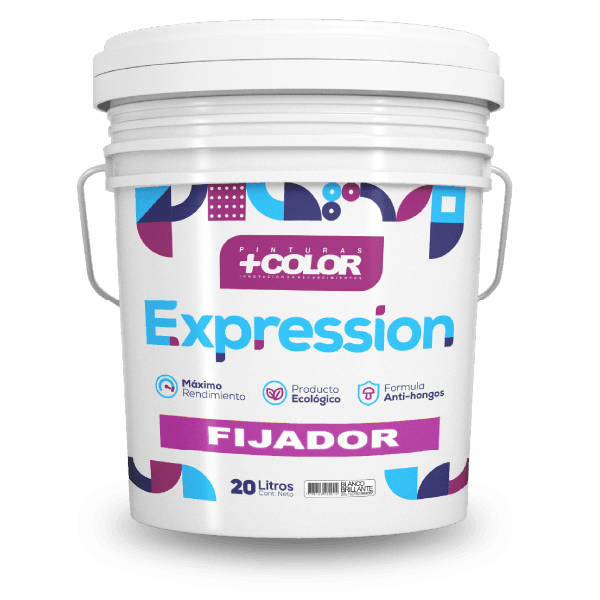 PINTURAS
+COLOR
Expression
Máximo
Rendimiento
Producto
Ecológico
Formula
Anti-hongos
FIJADOR
20 Litros
Cont. Neto
BLANCO
BRILLANTE